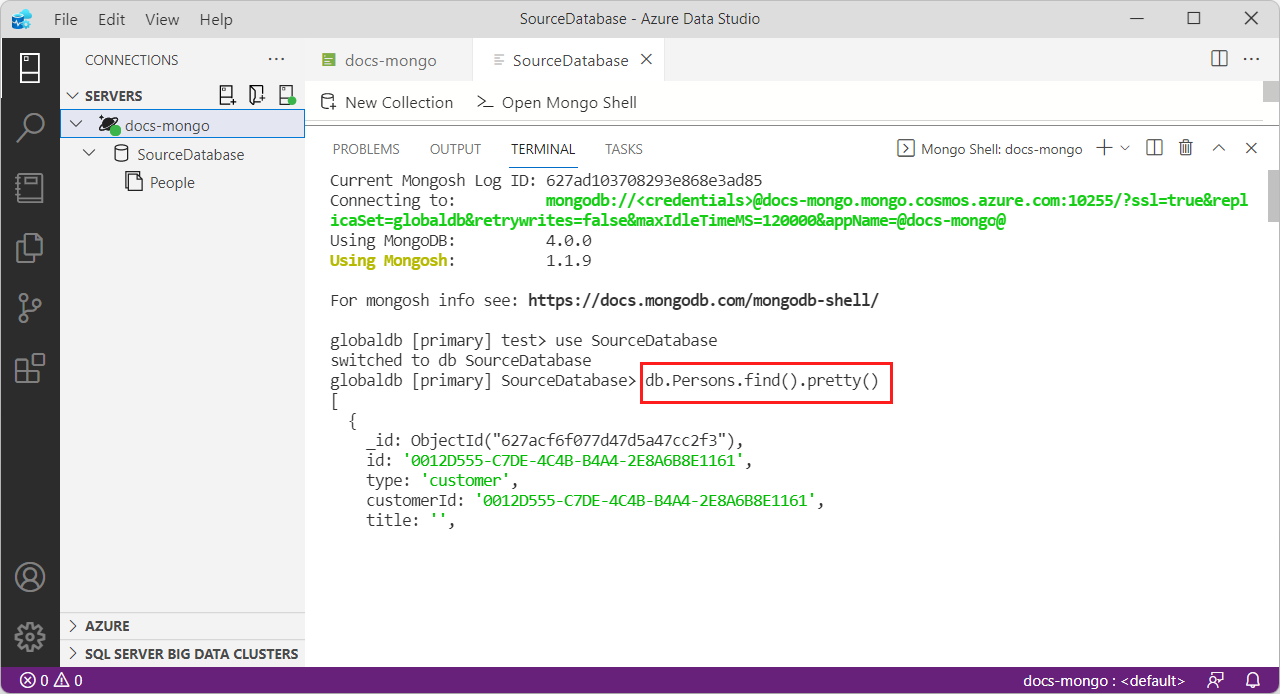 File Edit View Help
SourceDatabase - Azure Data Studio
CONNECTIONS
SERVERS
docs-mongo
SourceDatabase
People
AZURE
SQL SERVER BIG DATA CLUSTERS
docs-mongo
SourceDatabase
New Collection
Open Mongo Shell
PROBLEMS OUTPUT TERMINAL TASKS
Mongo Shell: docs-mongo
Current Mongosh Log ID: 627ad103708293e868e3ad85
Connecting to: mongodb://<credentials>@docs-mongo.mongo.cosmos.azure.com:10255/?ssl=true&repl
icaSet=globaldb&retrywrites=false&maxIdleTimeMS=120000&appName=@docs-mongo@
Using MongoDB: 4.0.0
Using Mongosh: 1.1.9
For mongosh info see: https://docs.mongodb.com/mongodb-shell/
globaldb [primary] test> use SourceDatabase
switched to db SourceDatabase
globaldb [primary] SourceDatabase> db.Persons.find().pretty()
[
{
_id: ObjectId("627acf6f077d47d5a47cc2f3"),
id: '0012D555-C7DE-4C4B-B4A4-2E8A6B8E1161',
type: 'customer',
customerId: '0012D555-C7DE-4C4B-B4A4-2E8A6B8E1161',
title: '',
0 0
docs-mongo : <default>